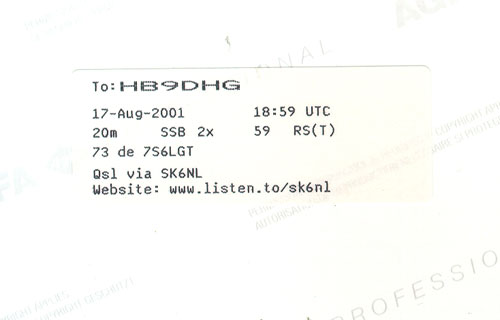 To:HB9DHG
17-Aug-2001 18:59 UTC
20m SSB 2x 59 RS(T)
73 de 7S6LGT
Qsl via SK6NL
Website: www.listen.to/sk6nl
PROFESSIO